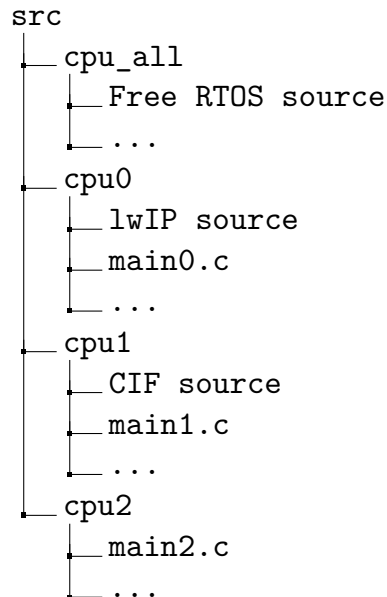 src
cpu_all
Free RTOS source
...
cpu0
lwIP source
main0.c
...
cpu1
CIF source
main1.c
...
cpu2
main2.c
...